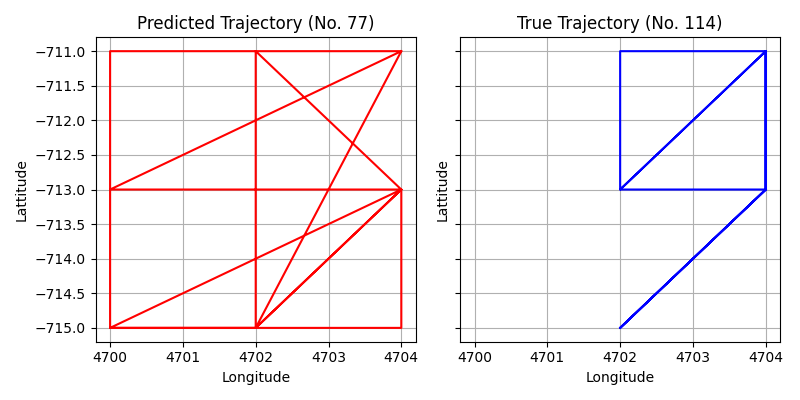 Predicted Trajectory (No. 77)
True Trajectory (No. 114)
−711.0
−711.5
−712.0
−712.5
−713.0
−713.5
−714.0
−714.5
−715.0
Lattitude
Lattitude
4700 4701 4702 4703 4704
4700 4701 4702 4703 4704
Longitude
Longitude